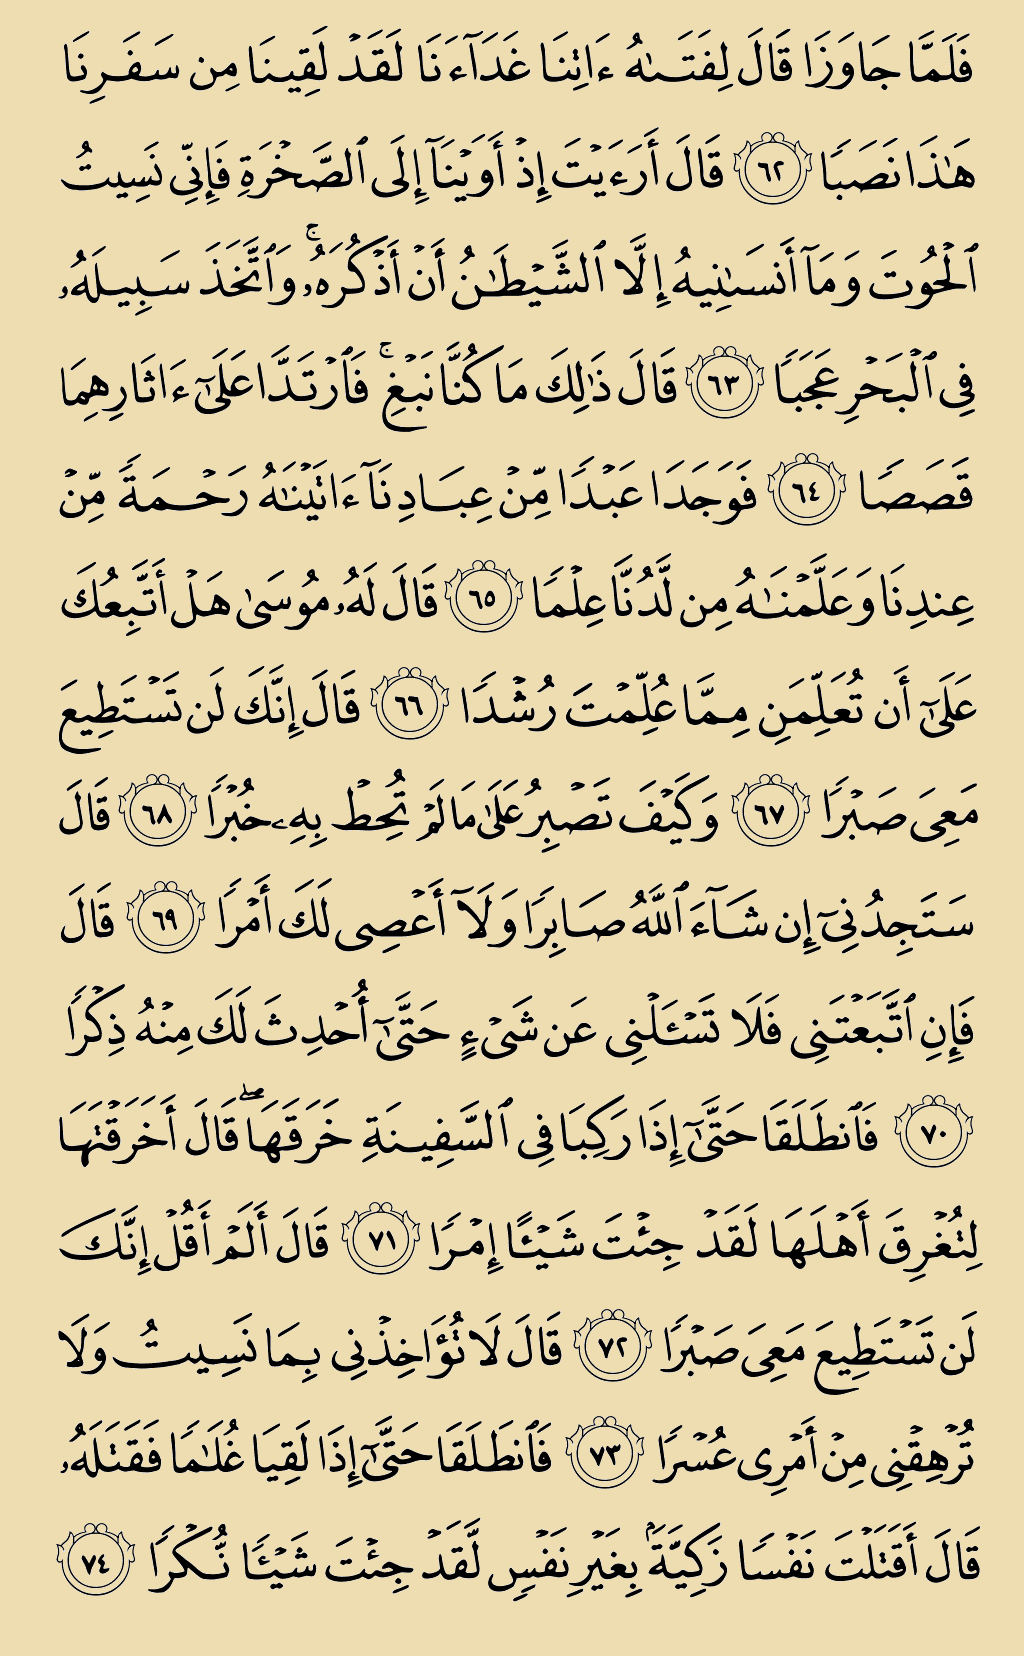 فَلَمَّا جَاوَزَا قَالَ لِفَتَىٰهُ ءَاتِنَا غَدَآءَنَا لَقَدۡ لَقِينَا مِن سَفَرِنَا
هَٰذَا نَصَبٗا ٦٢ قَالَ أَرَءَيۡتَ إِذۡ أَوَيۡنَآ إِلَى ٱلصَّخۡرَةِ فَإِنِّي نَسِيتُ
ٱلۡحُوتَ وَمَآ أَنسَىٰنِيهُ إِلَّا ٱلشَّيۡطَٰنُ أَنۡ أَذۡكُرَهُۥۚ وَٱتَّخَذَ سَبِيلَهُۥ
فِي ٱلۡبَحۡرِ عَجَبٗا ٦٣ قَالَ ذَٰلِكَ مَا كُنَّا نَبۡغِۚ فَٱرۡتَدَّا عَلَىٰٓ ءَاثَارِهِمَا
قَصَصٗا ٦٤ فَوَجَدَا عَبۡدٗا مِّنۡ عِبَادِنَآ ءَاتَيۡنَٰهُ رَحۡمَةٗ مِّنۡ
عِندِنَا وَعَلَّمۡنَٰهُ مِن لَّدُنَّا عِلۡمٗا ٦٥ قَالَ لَهُۥ مُوسَىٰ هَلۡ أَتَّبِعُكَ
عَلَىٰٓ أَن تُعَلِّمَنِ مِمَّا عُلِّمۡتَ رُشۡدٗا ٦٦ قَالَ إِنَّكَ لَن تَسۡتَطِيعَ
مَعِيَ صَبۡرٗا ٦٧ وَكَيۡفَ تَصۡبِرُ عَلَىٰ مَا لَمۡ تُحِطۡ بِهِۦ خُبۡرٗا ٦٨ قَالَ
سَتَجِدُنِيٓ إِن شَآءَ ٱللَّهُ صَابِرٗا وَلَآ أَعۡصِي لَكَ أَمۡرٗا ٦٩ قَالَ
فَإِنِ ٱتَّبَعۡتَنِي فَلَا تَسۡـَٔلۡنِي عَن شَيۡءٍ حَتَّىٰٓ أُحۡدِثَ لَكَ مِنۡهُ ذِكۡرٗا
٧٠ فَٱنطَلَقَا حَتَّىٰٓ إِذَا رَكِبَا فِي ٱلسَّفِينَةِ خَرَقَهَاۖ قَالَ أَخَرَقۡتَهَا
لِتُغۡرِقَ أَهۡلَهَا لَقَدۡ جِئۡتَ شَيۡـًٔا إِمۡرٗا ٧١ قَالَ أَلَمۡ أَقُلۡ إِنَّكَ
لَن تَسۡتَطِيعَ مَعِيَ صَبۡرٗا ٧٢ قَالَ لَا تُؤَاخِذۡنِي بِمَا نَسِيتُ وَلَا
تُرۡهِقۡنِي مِنۡ أَمۡرِي عُسۡرٗا ٧٣ فَٱنطَلَقَا حَتَّىٰٓ إِذَا لَقِيَا غُلَٰمٗا فَقَتَلَهُۥ
قَالَ أَقَتَلۡتَ نَفۡسٗا زَكِيَّةَۢ بِغَيۡرِ نَفۡسٖ لَّقَدۡ جِئۡتَ شَيۡـٔٗا نُّكۡرٗا ٧٤